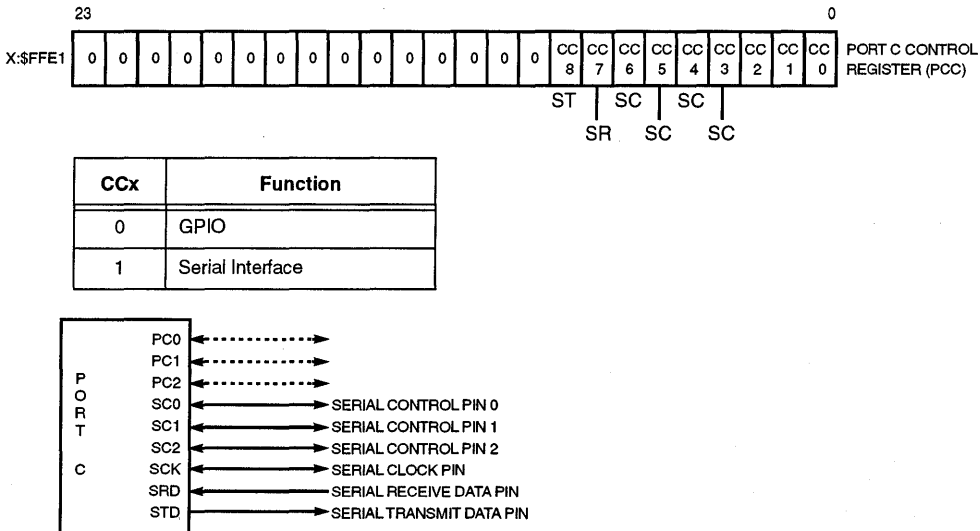 23 0
X:$FFE1 0 0 0 0 0 0 0 0 0 0 0 0 0 0 0 CC 8 CC 7 CC 6 CC 5 CC 4 CC 3 CC 2 CC 1 CC 0 PORT C CONTROL REGISTER (PCC)
ST SC SC
SR SC SC
CCx Function
0 GPIO
1 Serial Interface
PORT C
PC0
PC1
PC2
SC0 SERIAL CONTROL PIN 0
SC1 SERIAL CONTROL PIN 1
SC2 SERIAL CONTROL PIN 2
SCK SERIAL CLOCK PIN
SRD SERIAL RECEIVE DATA PIN
STD SERIAL TRANSMIT DATA PIN